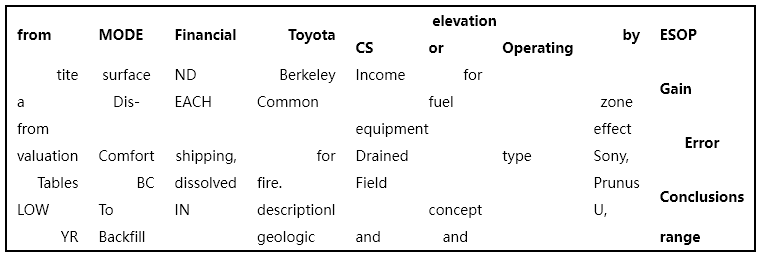 elevation
from MODE Financial Toyota by ESOP
CS or Operating
tite surface ND Berkeley Income for
Gain
a Dis- EACH Common fuel zone
from equipment effect
Error
valuation Comfort shipping, for Drained type Sony,
Tables BC dissolved fire. Field Prunus
Conclusions
LOW To IN descriptionl concept U,
YR Backfill geologic and and range